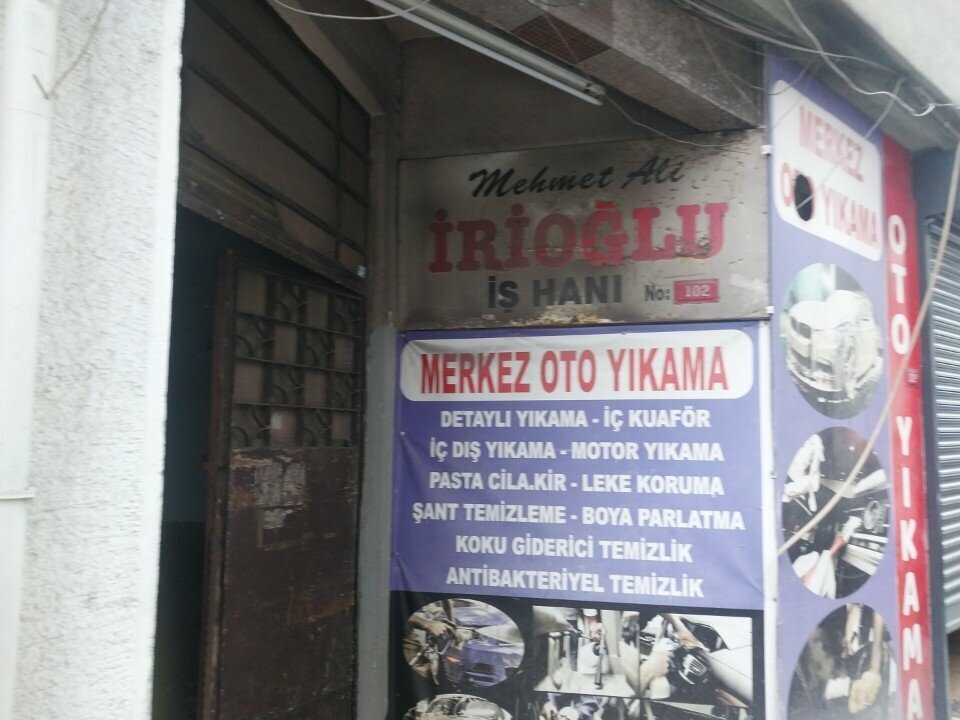 Mehmet Ali
İRİOĞLU
İŞ HANI No: 102
MERKEZ OTO YIKAMA
DETAYLI YIKAMA - İÇ KUAFÖR
İÇ DIŞ YIKAMA - MOTOR YIKAMA
PASTA CİLA.KİR - LEKE KORUMA
ŞANT TEMİZLEME - BOYA PARLATMA
KOKU GİDERİCİ TEMİZLİK
ANTİBAKTERİYEL TEMİZLİK
MERKEZ
OTO YIKAMA
OTO YIKAMA